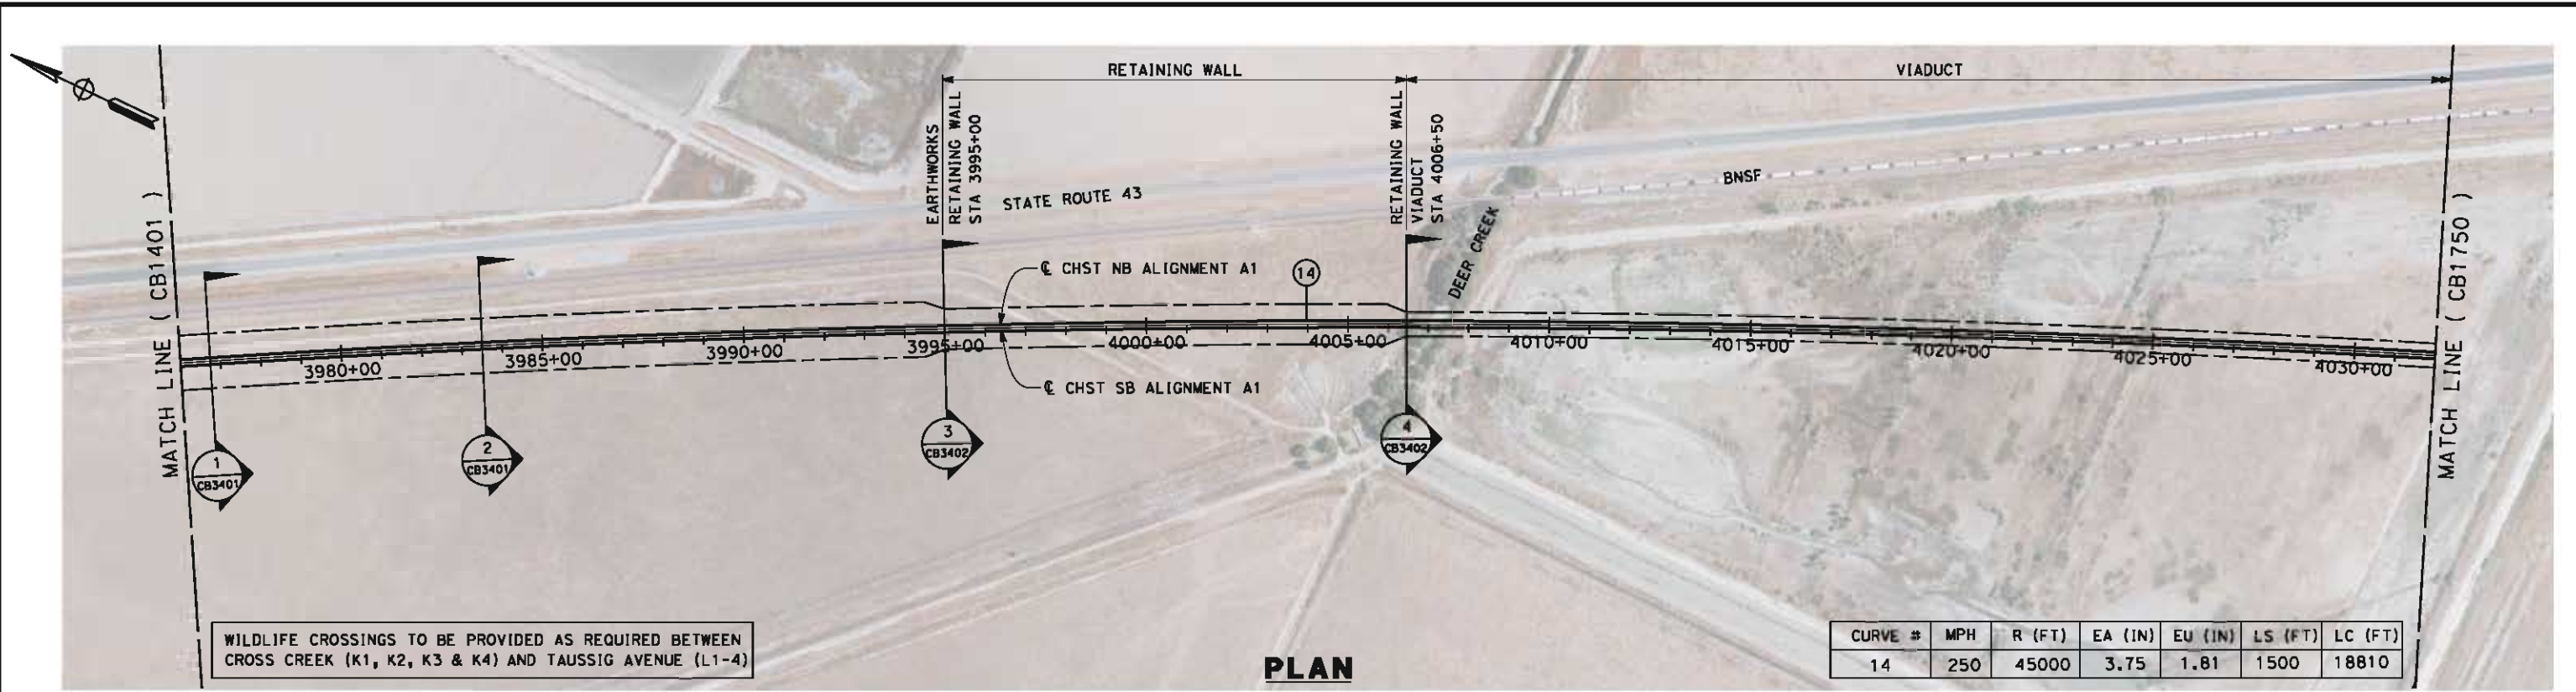 RETAINING WALL
VIADUCT
EARTHWORKS
RETAINING WALL
STA 3995+00
RETAINING WALL
VIADUCT
STA 4006+50
STATE ROUTE 43
BNSF
DEER CREEK
MATCH LINE ( CB1401 )
MATCH LINE ( CB1750 )
℄ CHST NB ALIGNMENT A1
14
3980+00
3985+00
3990+00
3995+00
4000+00
4005+00
4010+00
4015+00
4020+00
4025+00
4030+00
℄ CHST SB ALIGNMENT A1
1
CB3401
2
CB3401
3
CB3402
4
CB3402
WILDLIFE CROSSINGS TO BE PROVIDED AS REQUIRED BETWEEN
CROSS CREEK (K1, K2, K3 & K4) AND TAUSSIG AVENUE (L1-4)
PLAN
CURVE # MPH R (FT) EA (IN) EU (IN) LS (FT) LC (FT)
14 250 45000 3.75 1.81 1500 18810